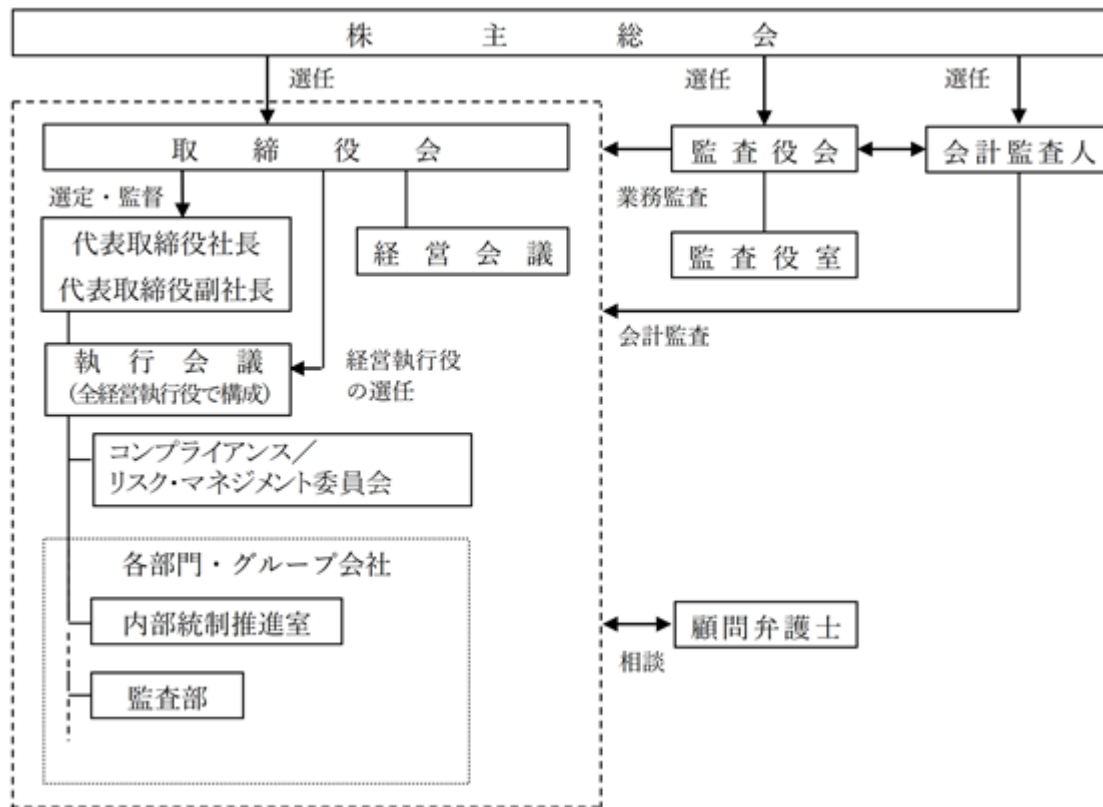 株主総会
選任
選任
選任
取締役会
監査役会
会計監査人
選定・監督
業務監査
代表取締役社長
代表取締役副社長
経営会議
監査役室
会計監査
執行会議
(全経営執行役で構成)
経営執行役
の選任
コンプライアンス／
リスク・マネジメント委員会
各部門・グループ会社
内部統制推進室
顧問弁護士
相談
監査部